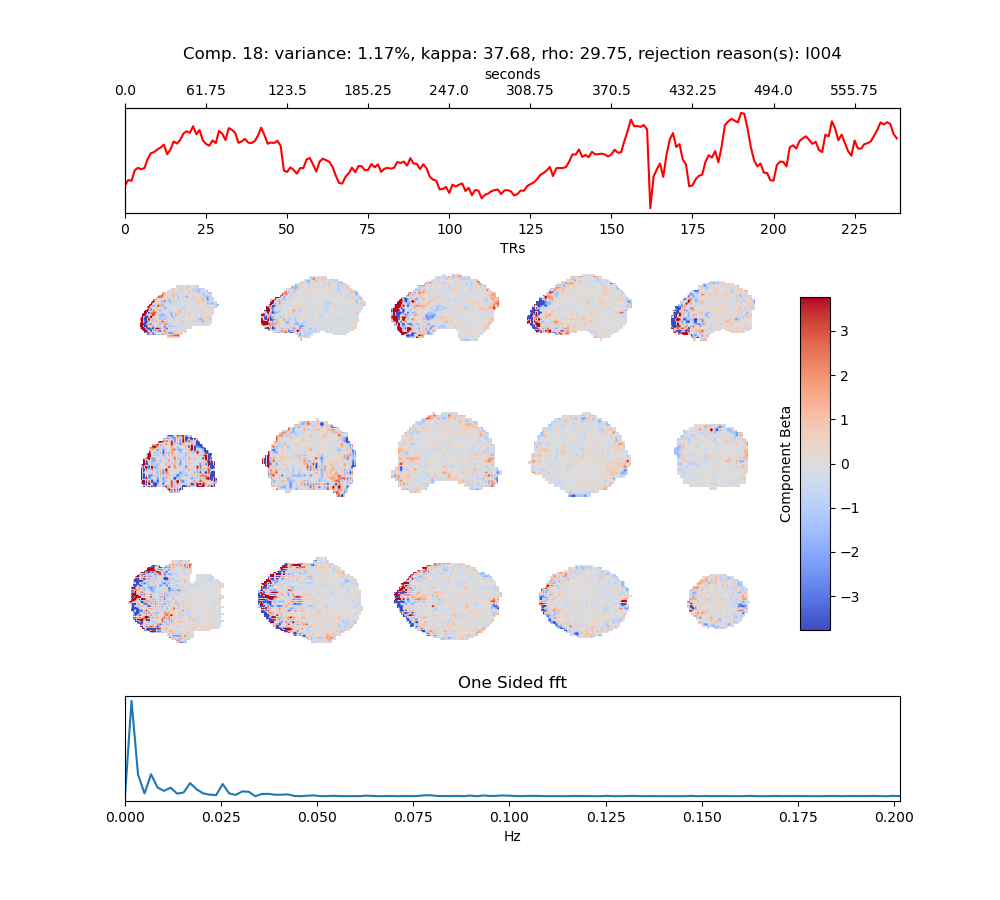 Comp. 18: variance: 1.17%, kappa: 37.68, rho: 29.75, rejection reason(s): I004
seconds
0.0 61.75 123.5 185.25 247.0 308.75 370.5 432.25 494.0 555.75
0 25 50 75 100 125 150 175 200 225
TRs
3
2
1
0
−1
−2
−3
Component Beta
One Sided fft
0.000 0.025 0.050 0.075 0.100 0.125 0.150 0.175 0.200
Hz